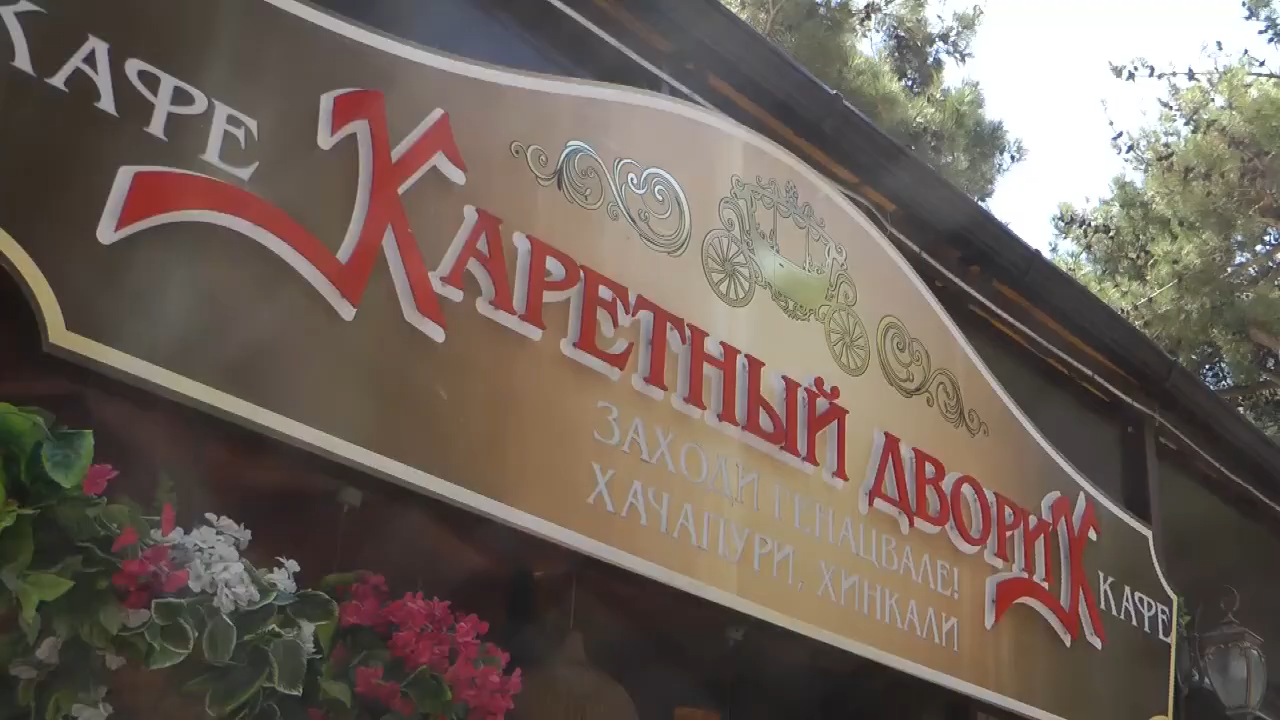 КАФЕ
КАРЕТНЫЙ ДВОРИК
ЗАХОДИ ГЕНАЦВАЛЕ!
ХАЧАПУРИ, ХИНКАЛИ
КАФЕ